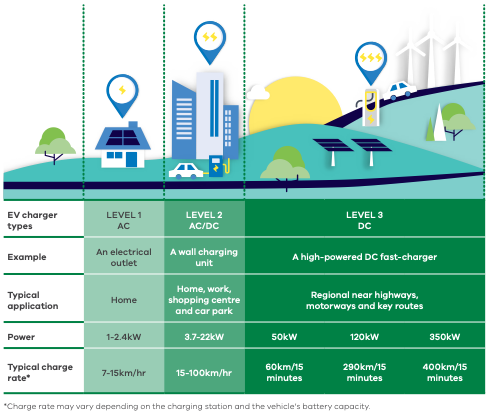 EV charger types
LEVEL 1 AC
LEVEL 2 AC/DC
LEVEL 3 DC
Example
An electrical outlet
A wall charging unit
A high-powered DC fast-charger
Typical application
Home
Home, work, shopping centre and car park
Regional near highways, motorways and key routes
Power
1-2.4kW
3.7-22kW
50kW
120kW
350kW
Typical charge rate*
7-15km/hr
15-100km/hr
60km/15 minutes
290km/15 minutes
400km/15 minutes
*Charge rate may vary depending on the charging station and the vehicle's battery capacity.